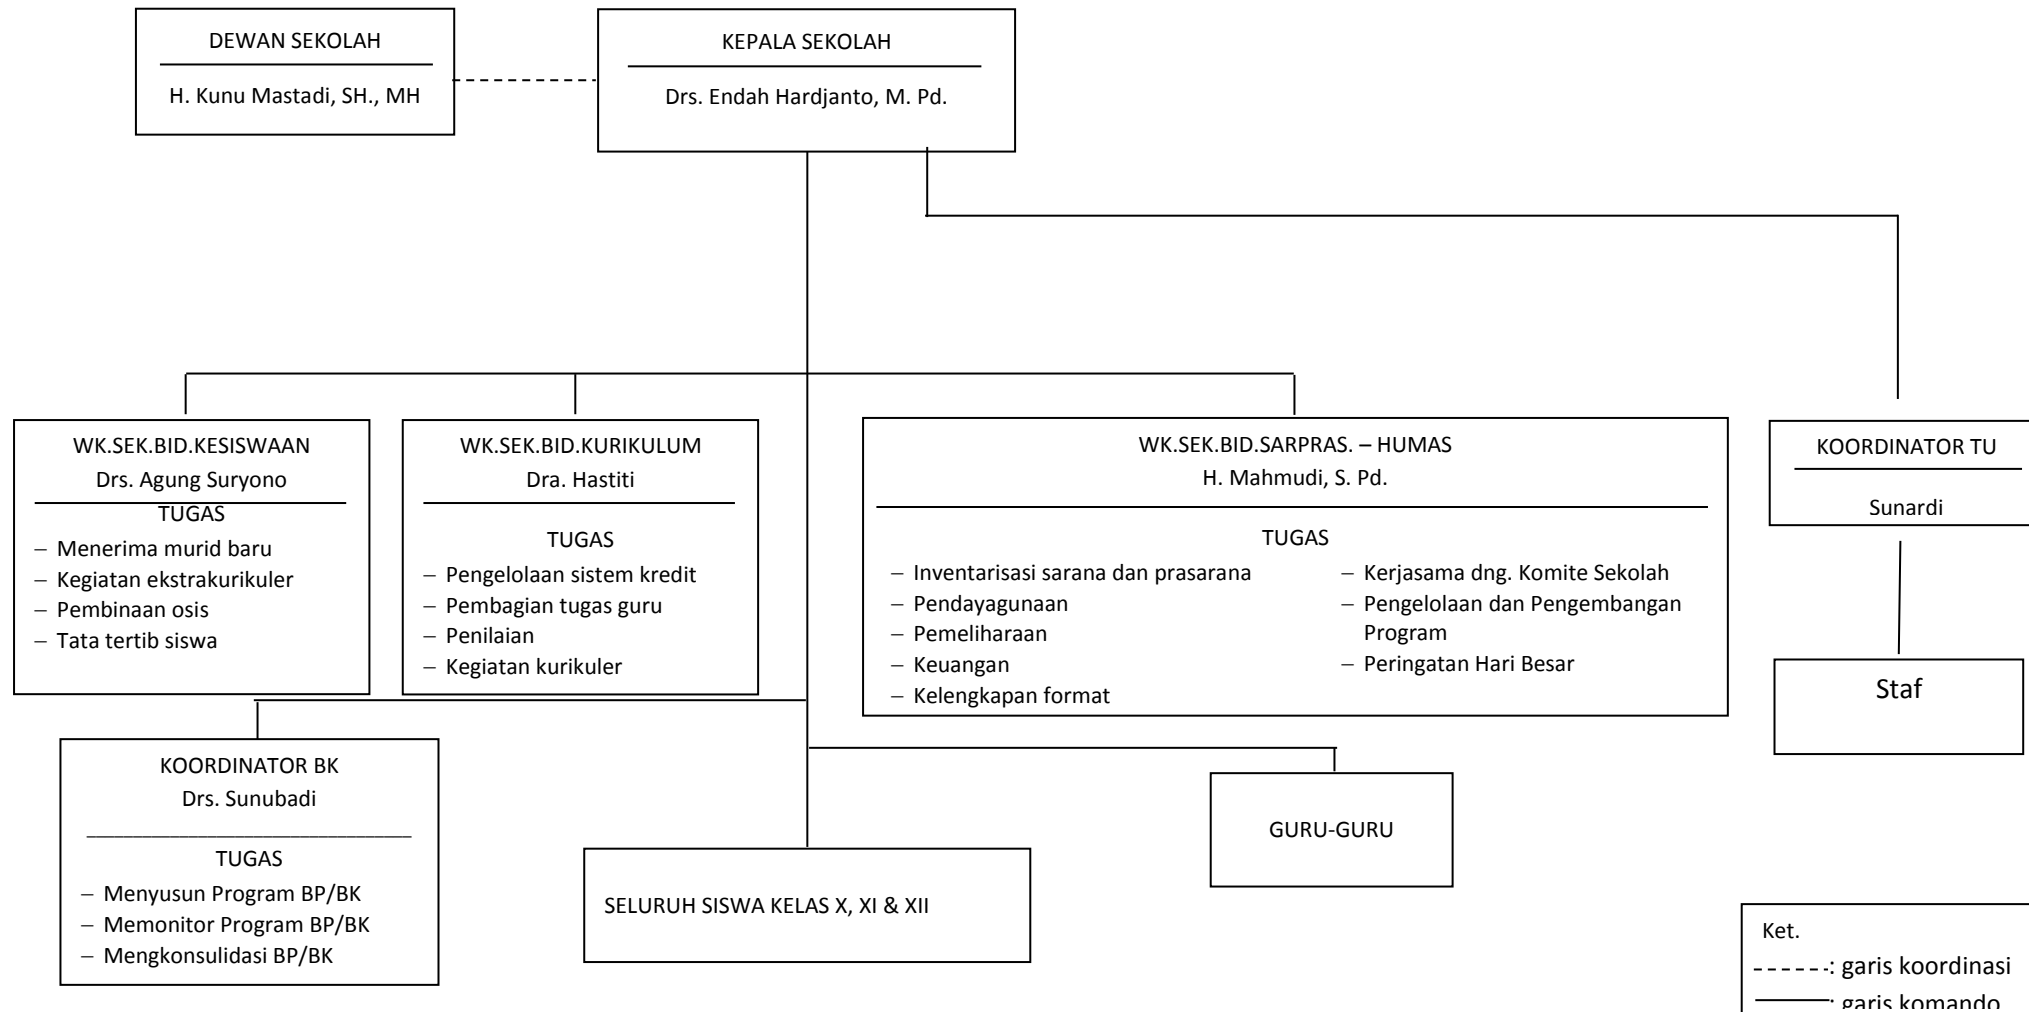 DEWAN SEKOLAH
H. Kunu Mastadi, SH., MH
KEPALA SEKOLAH
Drs. Endah Hardjanto, M. Pd.
WK.SEK.BID.KESISWAAN
Drs. Agung Suryono
TUGAS
– Menerima murid baru
– Kegiatan ekstrakurikuler
– Pembinaan osis
– Tata tertib siswa
WK.SEK.BID.KURIKULUM
Dra. Hastiti
TUGAS
– Pengelolaan sistem kredit
– Pembagian tugas guru
– Penilaian
– Kegiatan kurikuler
WK.SEK.BID.SARPRAS. – HUMAS
H. Mahmudi, S. Pd.
TUGAS
– Inventarisasi sarana dan prasarana
– Pendayagunaan
– Pemeliharaan
– Keuangan
– Kelengkapan format
– Kerjasama dng. Komite Sekolah
– Pengelolaan dan Pengembangan
Program
– Peringatan Hari Besar
KOORDINATOR TU
Sunardi
Staf
KOORDINATOR BK
Drs. Sunubadi
TUGAS
– Menyusun Program BP/BK
– Memonitor Program BP/BK
– Mengkonsulidasi BP/BK
SELURUH SISWA KELAS X, XI & XII
GURU-GURU
Ket.
: garis koordinasi
: garis komando